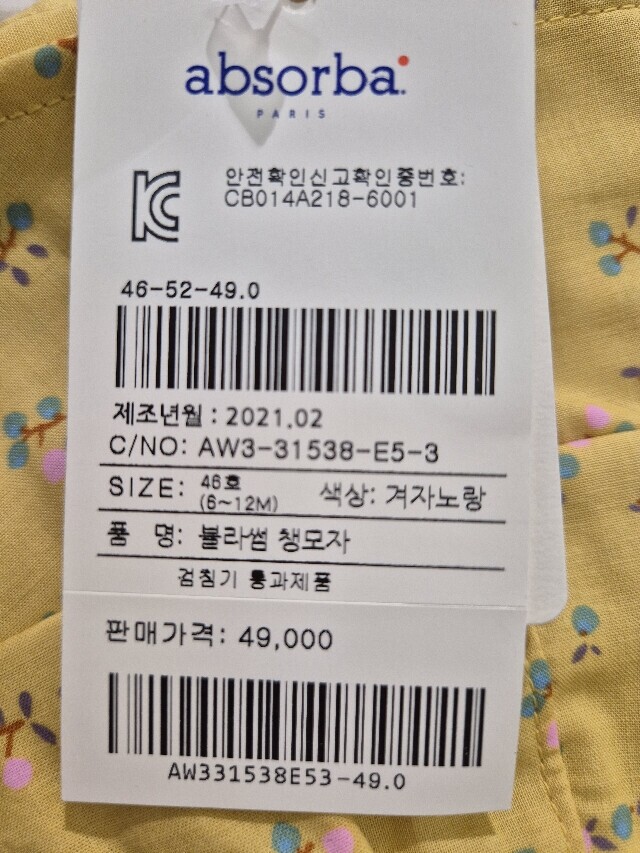 absorba
PARIS
안전확인신고확인증번호:
CB014A218-6001
46-52-49.0
제조년월 : 2021.02
C/NO: AW3-31538-E5-3
SIZE: 46호 (6~12M) 색상: 겨자노랑
품 명: 블라썸 챙모자
검침기 통과제품
판매가격: 49,000
AW331538E53-49.0